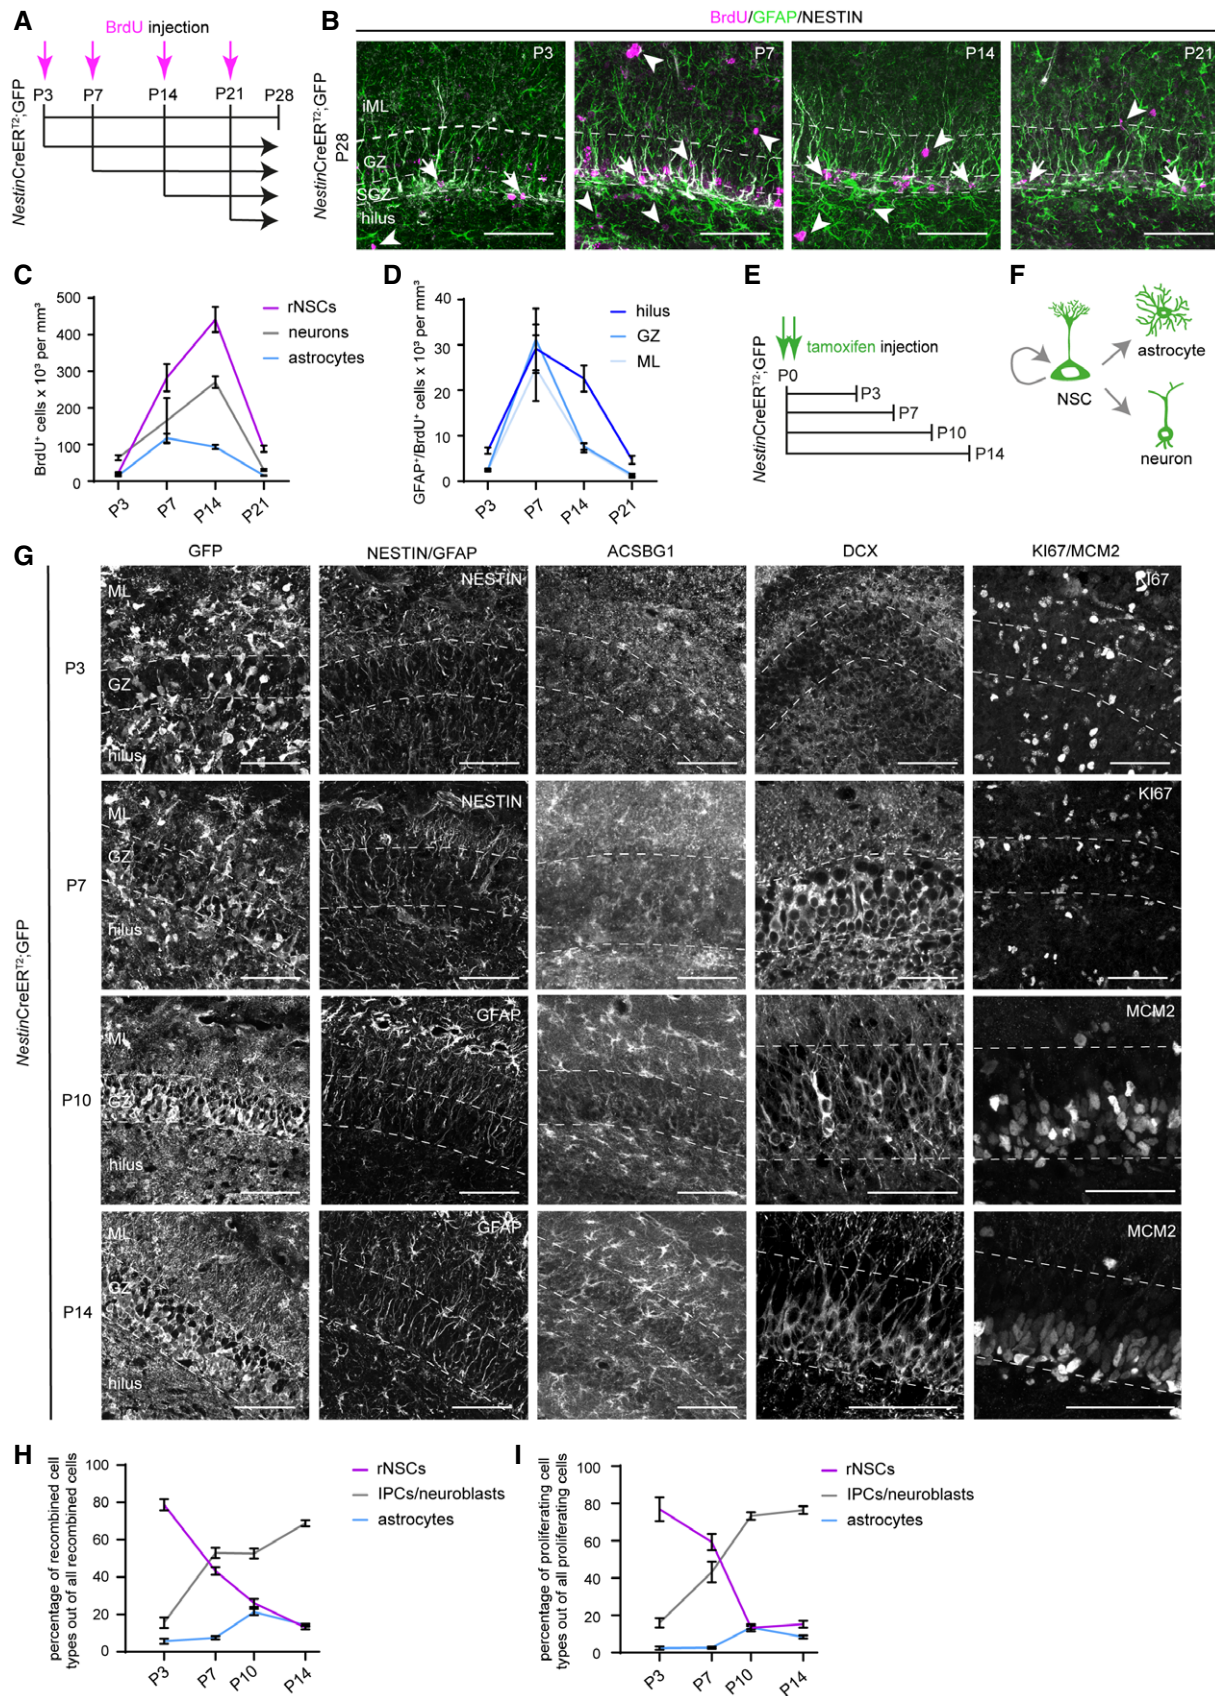 A
BrdU injection
P3 P7 P14 P21 P28
NestinCreERT2;GFP
B
BrdU/GFAP/NESTIN
NestinCreERT2;GFP
P28
P3
P7
P14
P21
iML
GZ
SGZ
hilus
C
BrdU⁺ cells x 10³ per mm³
500
400
300
200
100
0
P3 P7 P14 P21
rNSCs
neurons
astrocytes
D
GFAP⁺/BrdU⁺ cells x 10³ per mm³
40
30
20
10
0
P3 P7 P14 P21
hilus
GZ
ML
E
tamoxifen injection
NestinCreERT2;GFP
P0
P3
P7
P10
P14
F
NSC
astrocyte
neuron
G
GFP NESTIN/GFAP ACSBG1 DCX KI67/MCM2
NestinCreERT2;GFP
P3
ML
GZ
hilus
NESTIN
KI67
P7
ML
GZ
hilus
NESTIN
KI67
P10
ML
GZ
hilus
GFAP
MCM2
P14
ML
GZ
hilus
GFAP
MCM2
H
percentage of recombined cell
types out of all recombined cells
100
80
60
40
20
0
P3 P7 P10 P14
rNSCs
IPCs/neuroblasts
astrocytes
I
percentage of proliferating cell
types out of all proliferating cells
100
80
60
40
20
0
P3 P7 P10 P14
rNSCs
IPCs/neuroblasts
astrocytes